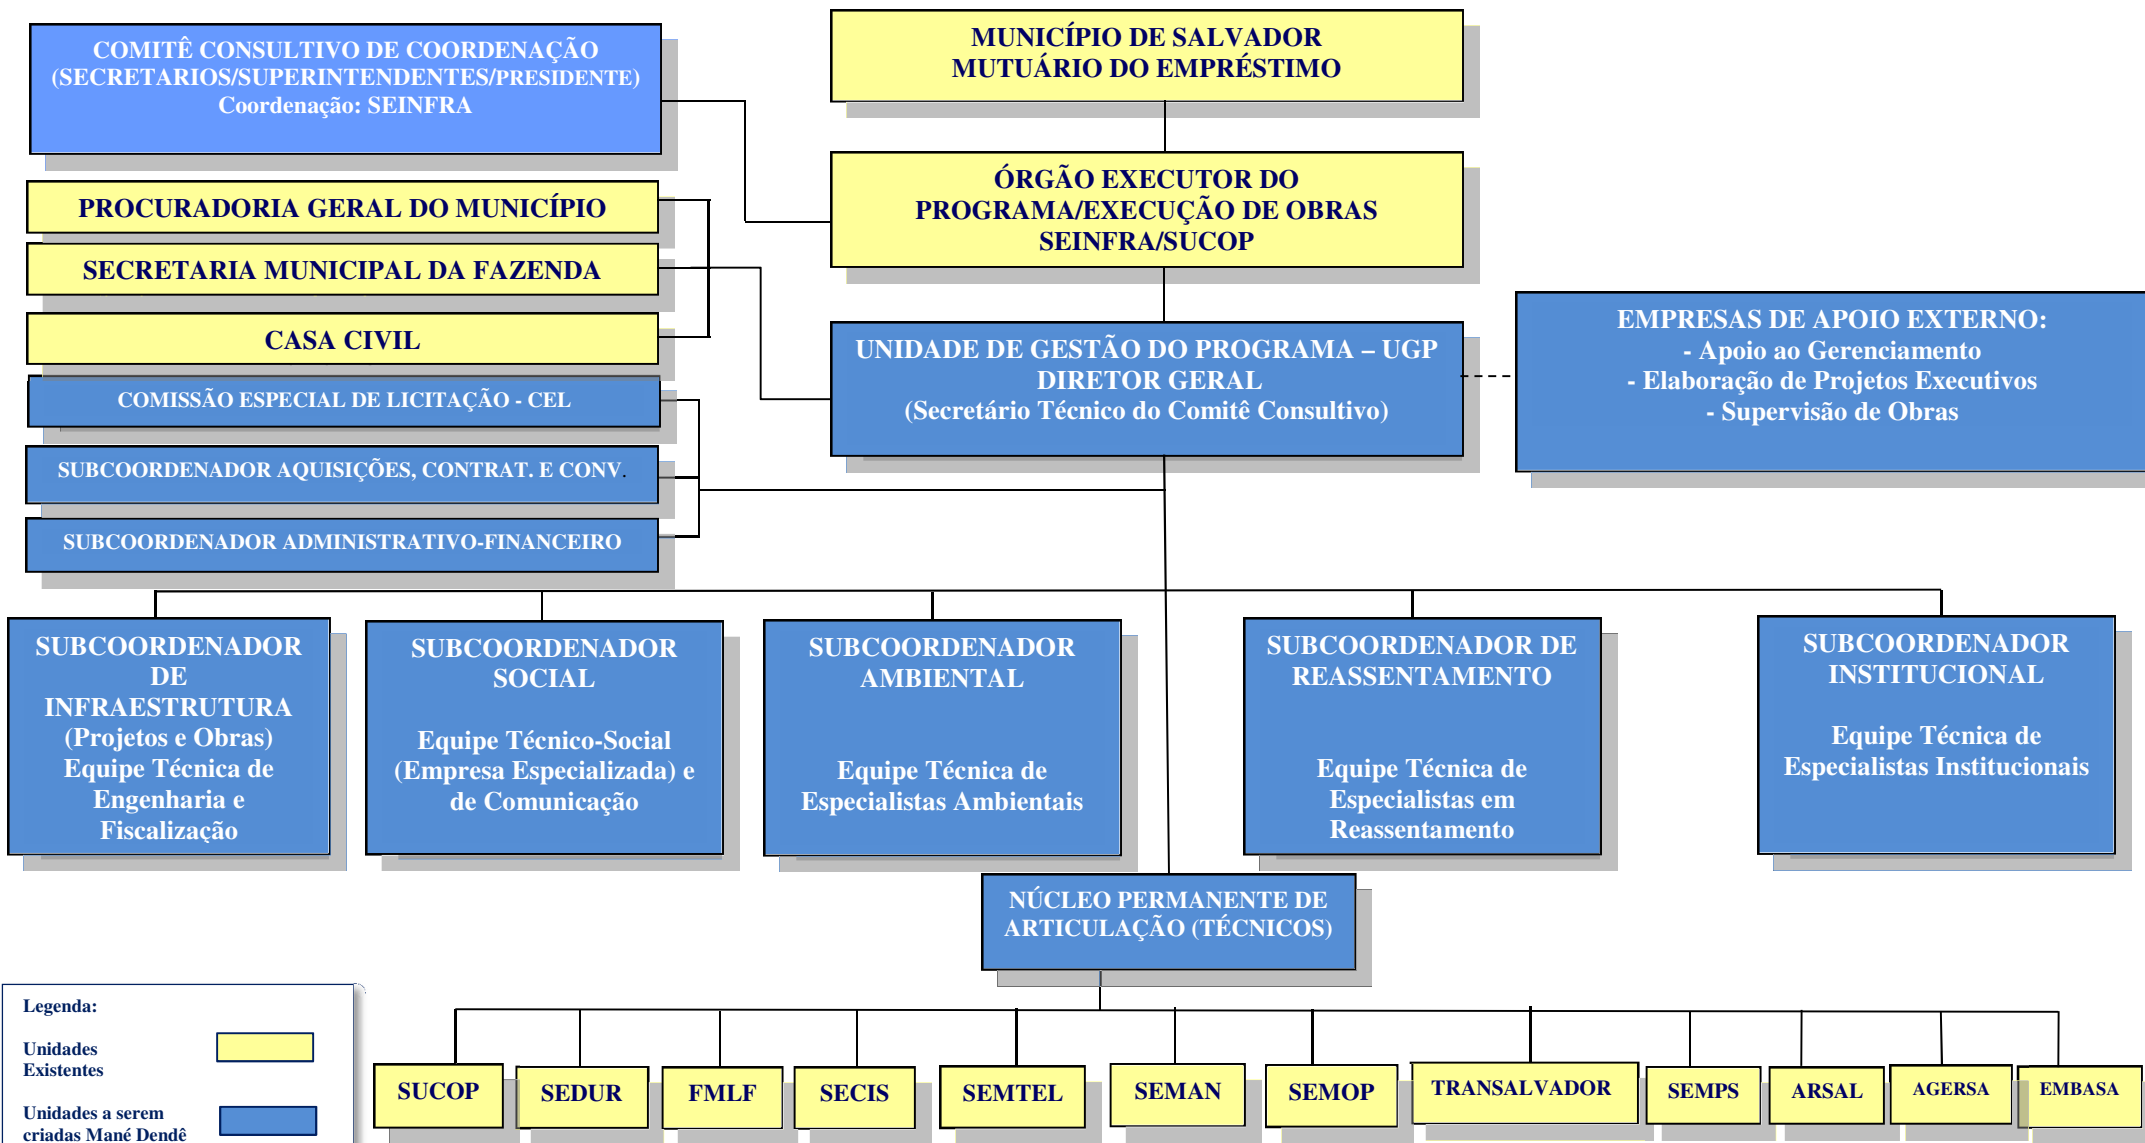 COMITÊ CONSULTIVO DE COORDENAÇÃO
(SECRETARIOS/SUPERINTENDENTES/PRESIDENTE)
Coordenação: SEINFRA
MUNICÍPIO DE SALVADOR
MUTUÁRIO DO EMPRÉSTIMO
PROCURADORIA GERAL DO MUNICÍPIO
SECRETARIA MUNICIPAL DA FAZENDA
CASA CIVIL
ÓRGÃO EXECUTOR DO
PROGRAMA/EXECUÇÃO DE OBRAS
SEINFRA/SUCOP
UNIDADE DE GESTÃO DO PROGRAMA – UGP
DIRETOR GERAL
(Secretário Técnico do Comitê Consultivo)
EMPRESAS DE APOIO EXTERNO:
- Apoio ao Gerenciamento
- Elaboração de Projetos Executivos
- Supervisão de Obras
COMISSÃO ESPECIAL DE LICITAÇÃO - CEL
SUBCOORDENADOR AQUISIÇÕES, CONTRAT. E CONV.
SUBCOORDENADOR ADMINISTRATIVO-FINANCEIRO
SUBCOORDENADOR
DE
INFRAESTRUTURA
(Projetos e Obras)
Equipe Técnica de
Engenharia e
Fiscalização
SUBCOORDENADOR
SOCIAL
Equipe Técnico-Social
(Empresa Especializada) e
de Comunicação
SUBCOORDENADOR
AMBIENTAL
Equipe Técnica de
Especialistas Ambientais
SUBCOORDENADOR DE
REASSENTAMENTO
Equipe Técnica de
Especialistas em
Reassentamento
SUBCOORDENADOR
INSTITUCIONAL
Equipe Técnica de
Especialistas Institucionais
NÚCLEO PERMANENTE DE
ARTICULAÇÃO (TÉCNICOS)
Legenda:
Unidades
Existentes
Unidades a serem
criadas Mané Dendê
SUCOP
SEDUR
FMLF
SECIS
SEMTEL
SEMAN
SEMOP
TRANSALVADOR
SEMPS
ARSAL
AGERSA
EMBASA